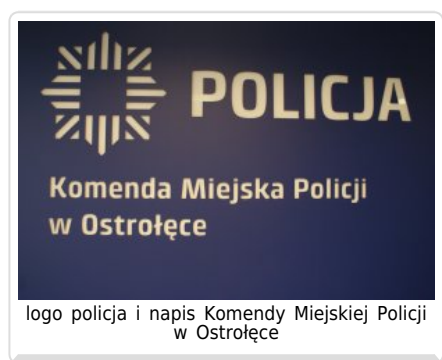 POLICJA
Komenda Miejska Policji
w Ostrołęce
logo policja i napis Komendy Miejskiej Policji
w Ostrołęce